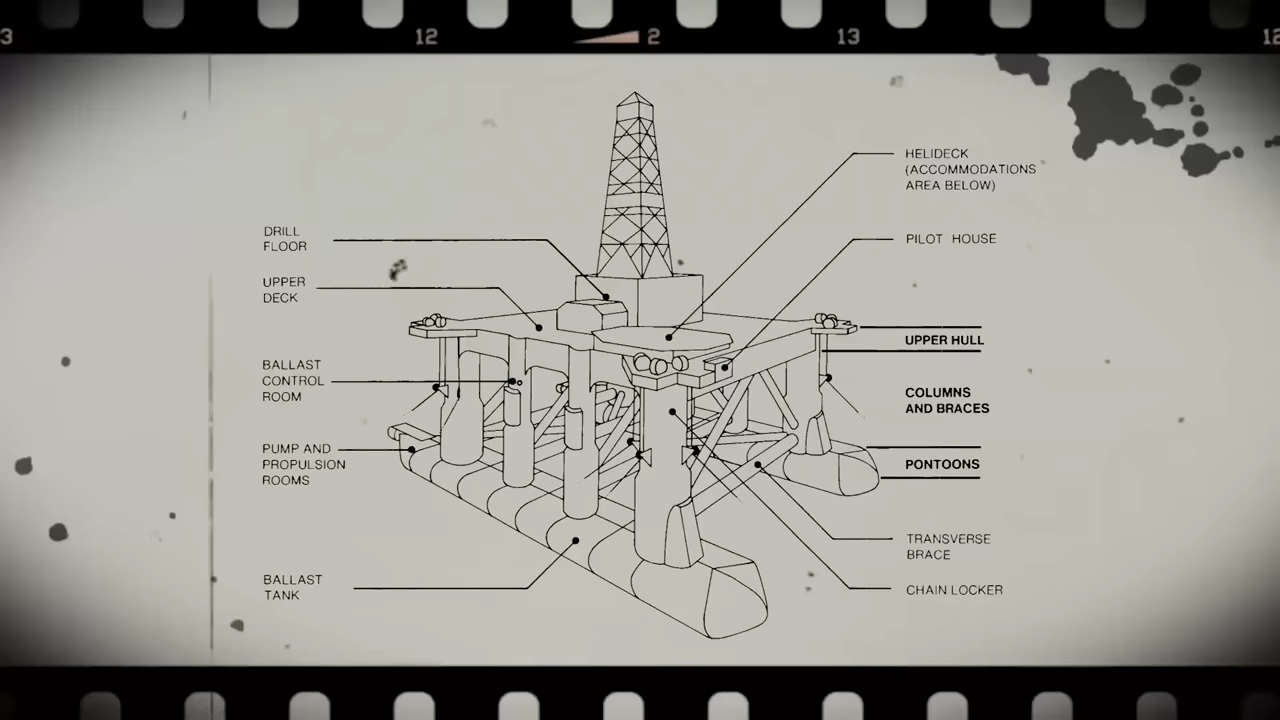 3
12
2
13
12
DRILL
FLOOR
UPPER
DECK
BALLAST
CONTROL
ROOM
PUMP AND
PROPULSION
ROOMS
BALLAST
TANK
HELIDECK
(ACCOMMODATIONS
AREA BELOW)
PILOT HOUSE
UPPER HULL
COLUMNS
AND BRACES
PONTOONS
TRANSVERSE
BRACE
CHAIN LOCKER